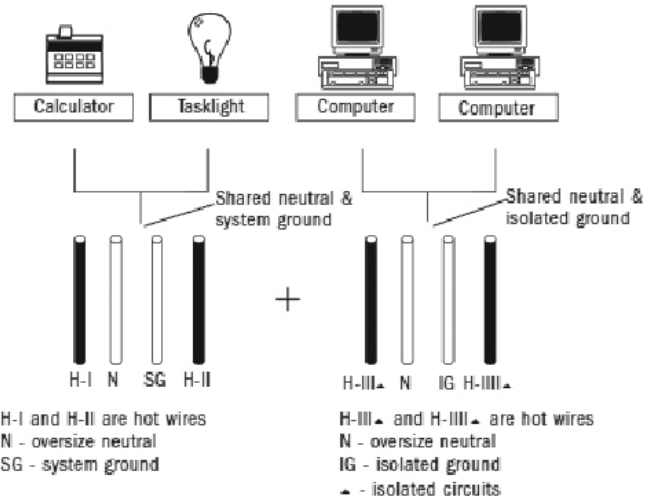 Calculator
Tasklight
Computer
Computer
Shared neutral &
system ground
Shared neutral &
isolated ground
+
H-I N SG H-II
H-III▲ N IG H-IIII▲
H-I and H-II are hot wires
N - oversize neutral
SG - system ground
H-III▲ and H-IIII▲ are hot wires
N - oversize neutral
IG - isolated ground
▲ - isolated circuits